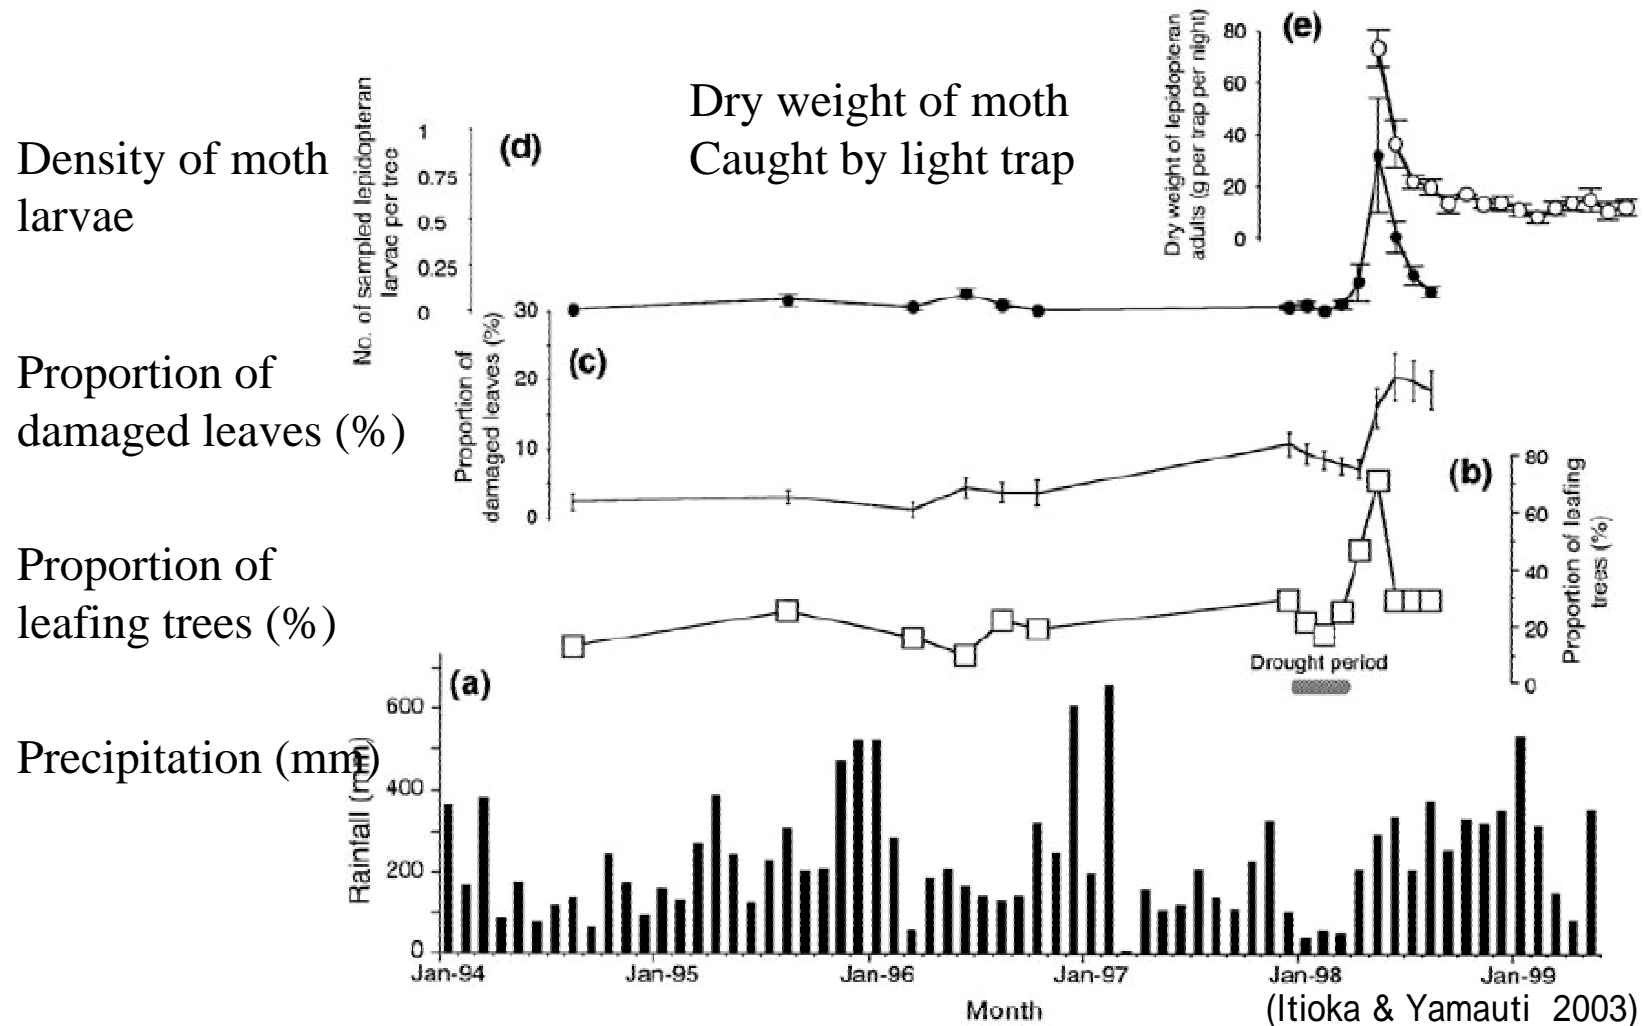 Dry weight of lepidopteran
adults (g per trap per night)
80
60
40
20
0
(e)
Dry weight of moth
Caught by light trap
Density of moth
larvae
No. of sampled lepidopteran
larvae per tree
1
0.75
0.5
0.25
0
(d)
Proportion of
damaged leaves (%)
Proportion of
damaged leaves (%)
30
20
10
0
(c)
(b)
80
60
40
20
0
Proportion of leafing
trees (%)
Proportion of
leafing trees (%)
Drought period
(a)
Precipitation (mm)
Rainfall (mm)
600
400
200
0
Jan-94
Jan-95
Jan-96
Jan-97
Jan-98
Jan-99
Month
(Itioka & Yamauti 2003)